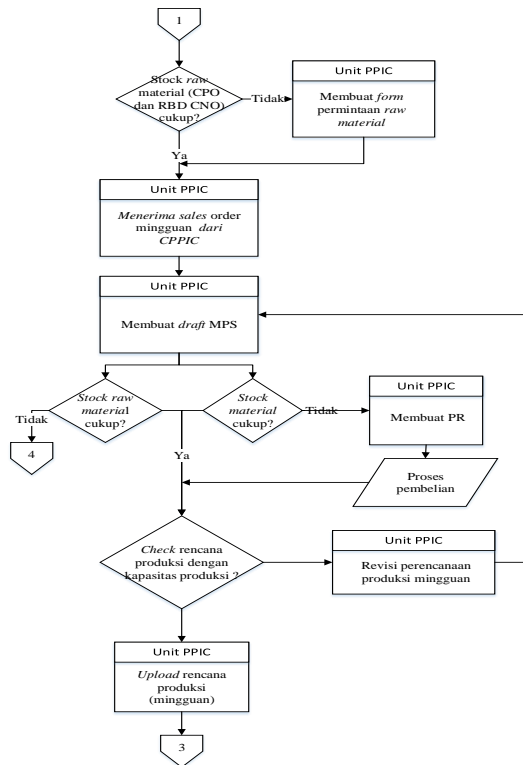 1
Stock raw
material (CPO
dan RBD CNO)
cukup?
Tidak
Unit PPIC
Membuat form
permintaan raw
material
Ya
Unit PPIC
Menerima sales order
mingguan dari
CPPIC
Unit PPIC
Membuat draft MPS
Stock raw
material
cukup?
Tidak
4
Stock
material
cukup?
Tidak
Unit PPIC
Membuat PR
Ya
Proses
pembelian
Check rencana
produksi dengan
kapasitas produksi ?
Unit PPIC
Revisi perencanaan
produksi mingguan
Unit PPIC
Upload rencana
produksi
(mingguan)
3